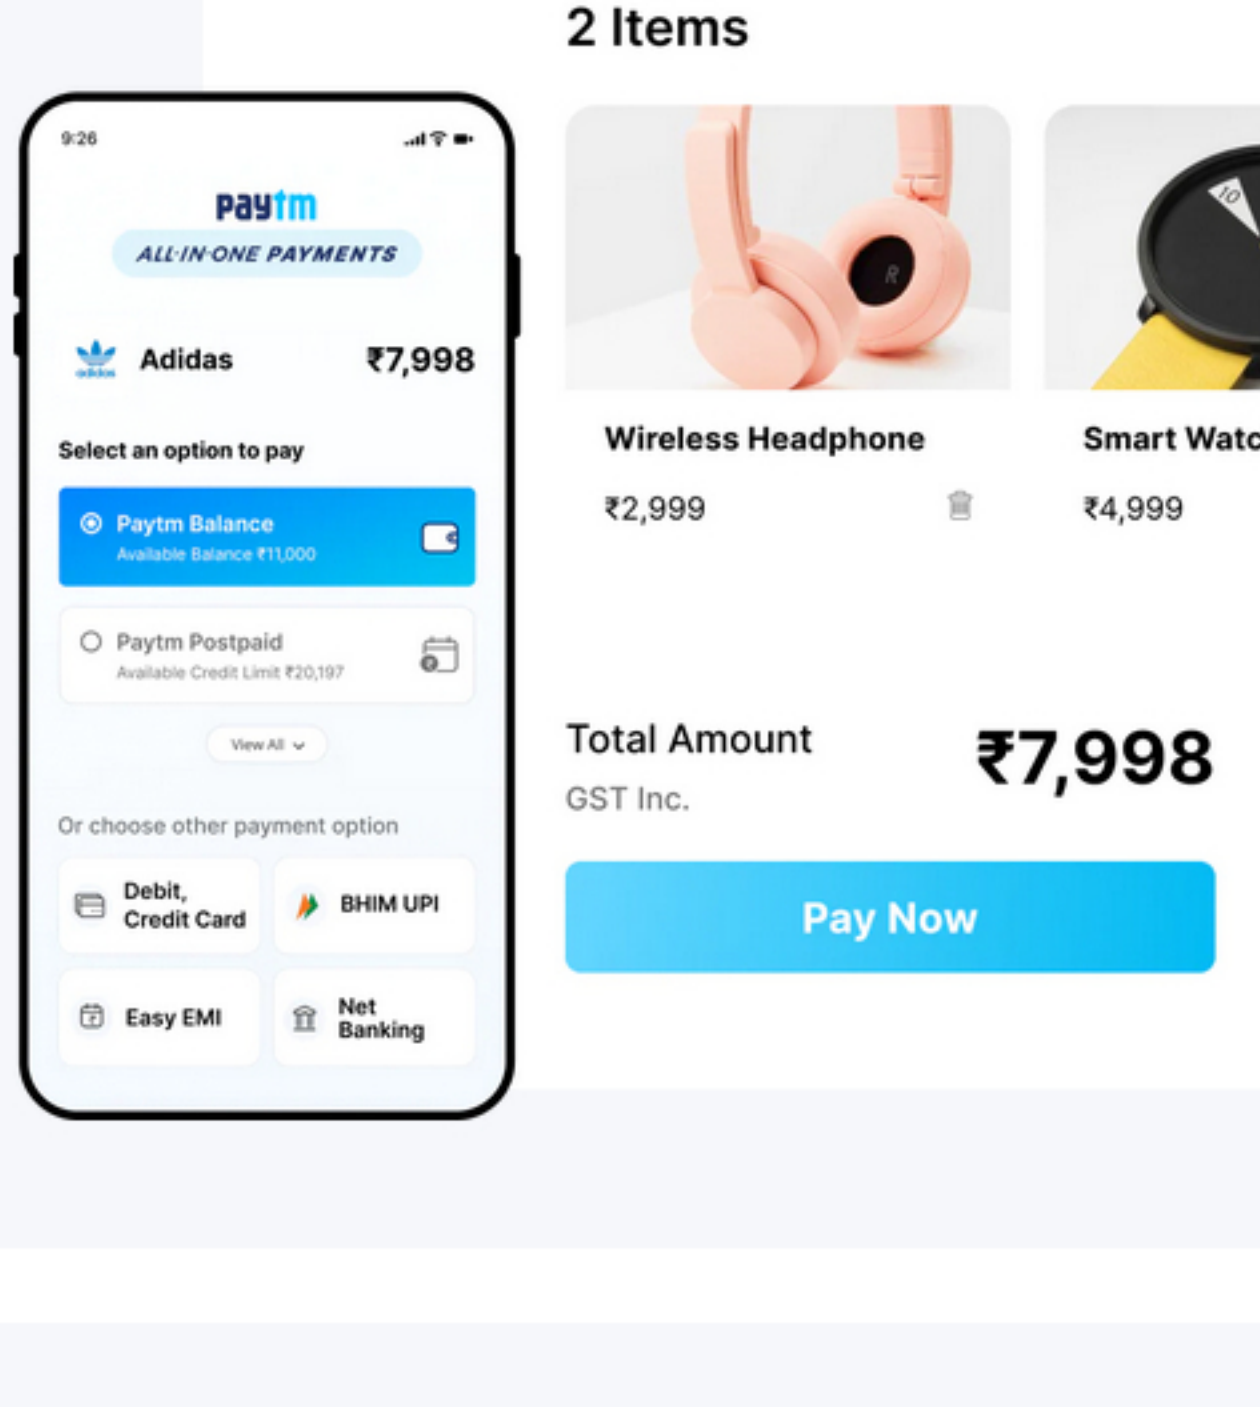 2 Items
9:26
paytm
ALL-IN-ONE PAYMENTS
adidas
Adidas
₹7,998
Select an option to pay
Paytm Balance
Available Balance ₹11,000
Paytm Postpaid
Available Credit Limit ₹20,197
View All
Or choose other payment option
Debit,
Credit Card
BHIM UPI
Easy EMI
Net
Banking
R
10
Wireless Headphone
₹2,999
Smart Watc
₹4,999
Total Amount
₹7,998
GST Inc.
Pay Now